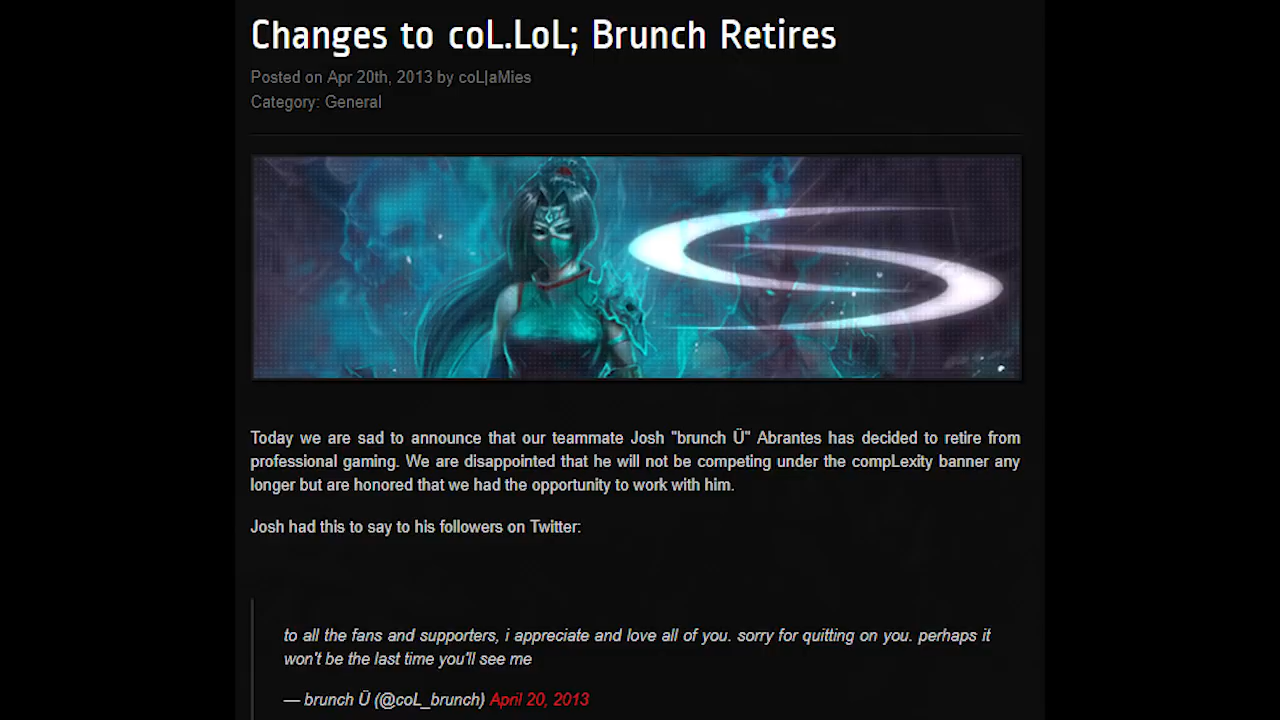 Changes to coL.LoL; Brunch Retires
Posted on Apr 20th, 2013 by coL|aMies
Category: General
Today we are sad to announce that our teammate Josh "brunch Ü" Abrantes has decided to retire from
professional gaming. We are disappointed that he will not be competing under the compLexity banner any
longer but are honored that we had the opportunity to work with him.
Josh had this to say to his followers on Twitter:
to all the fans and supporters, i appreciate and love all of you. sorry for quitting on you. perhaps it
won't be the last time you'll see me
— brunch Ü (@coL_brunch) April 20, 2013